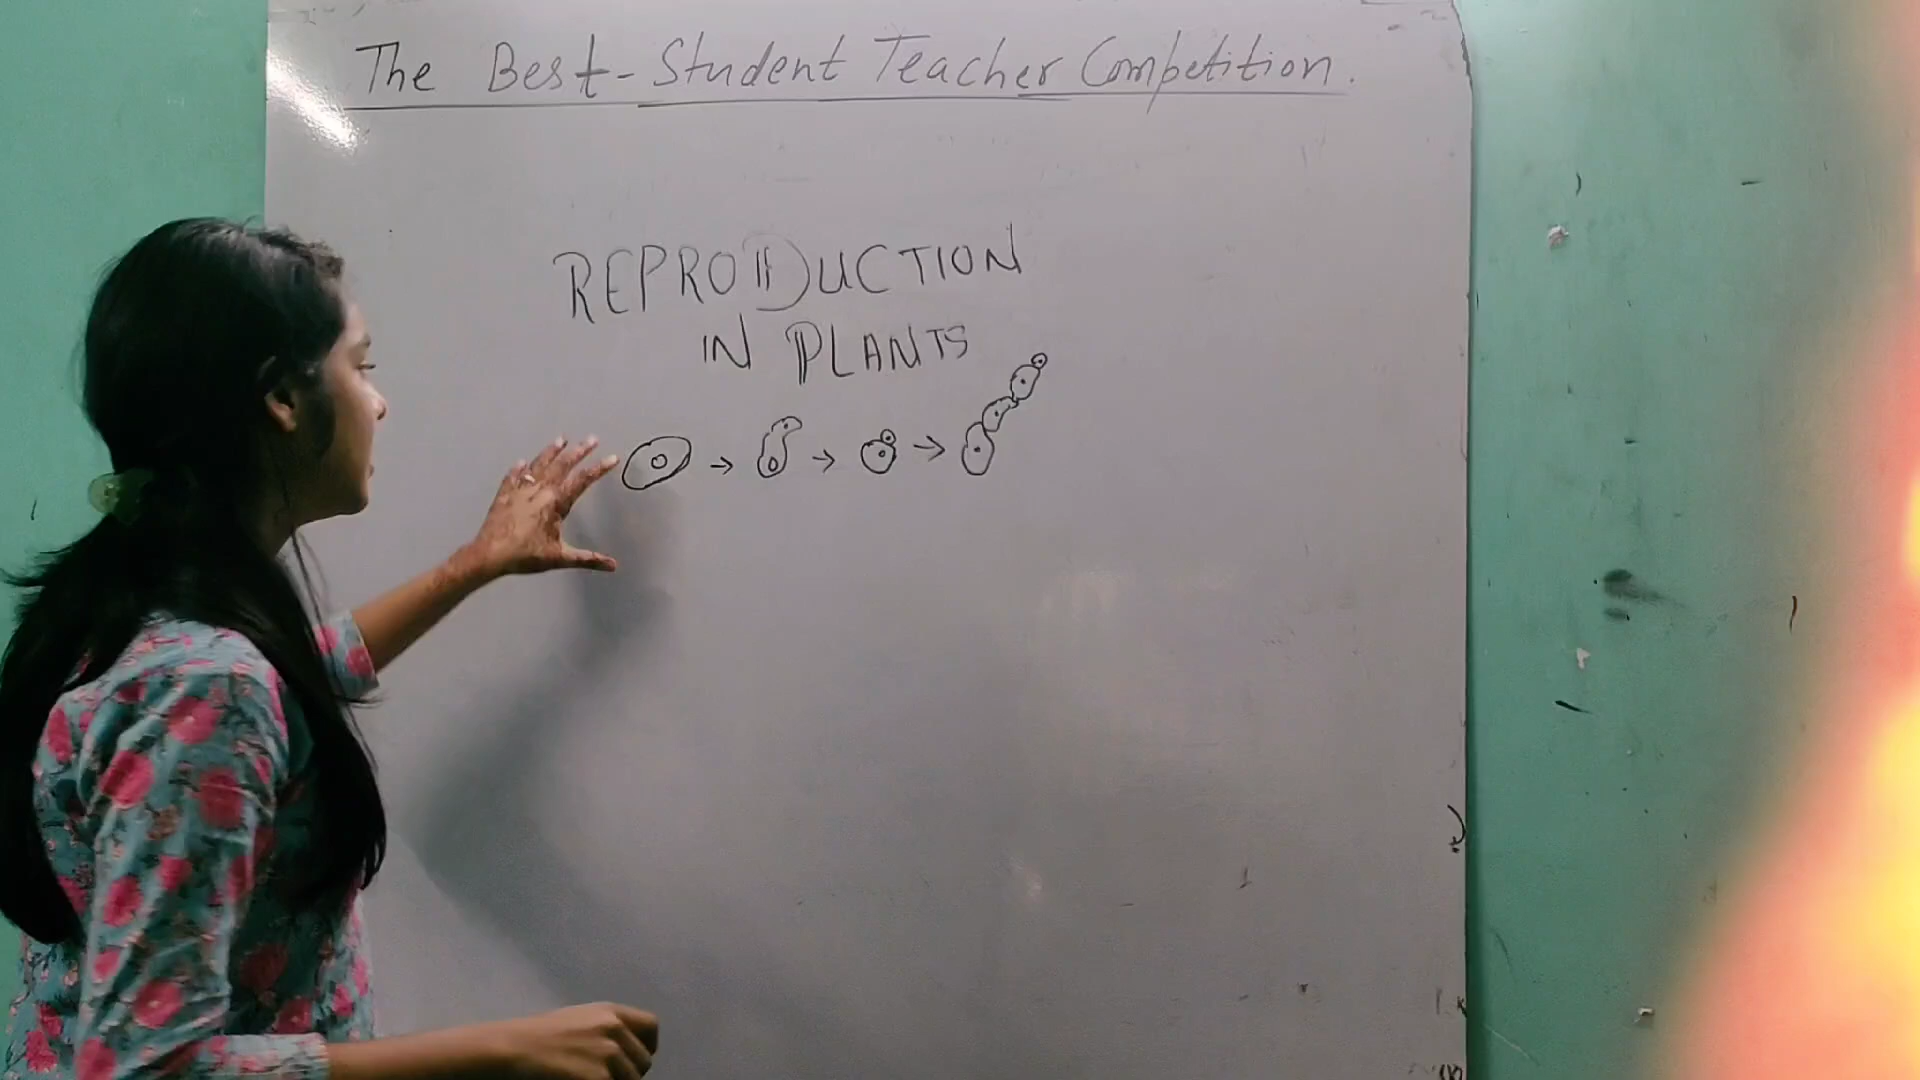 The Best-Student Teacher Competition.
REPRODUCTION
IN PLANTS